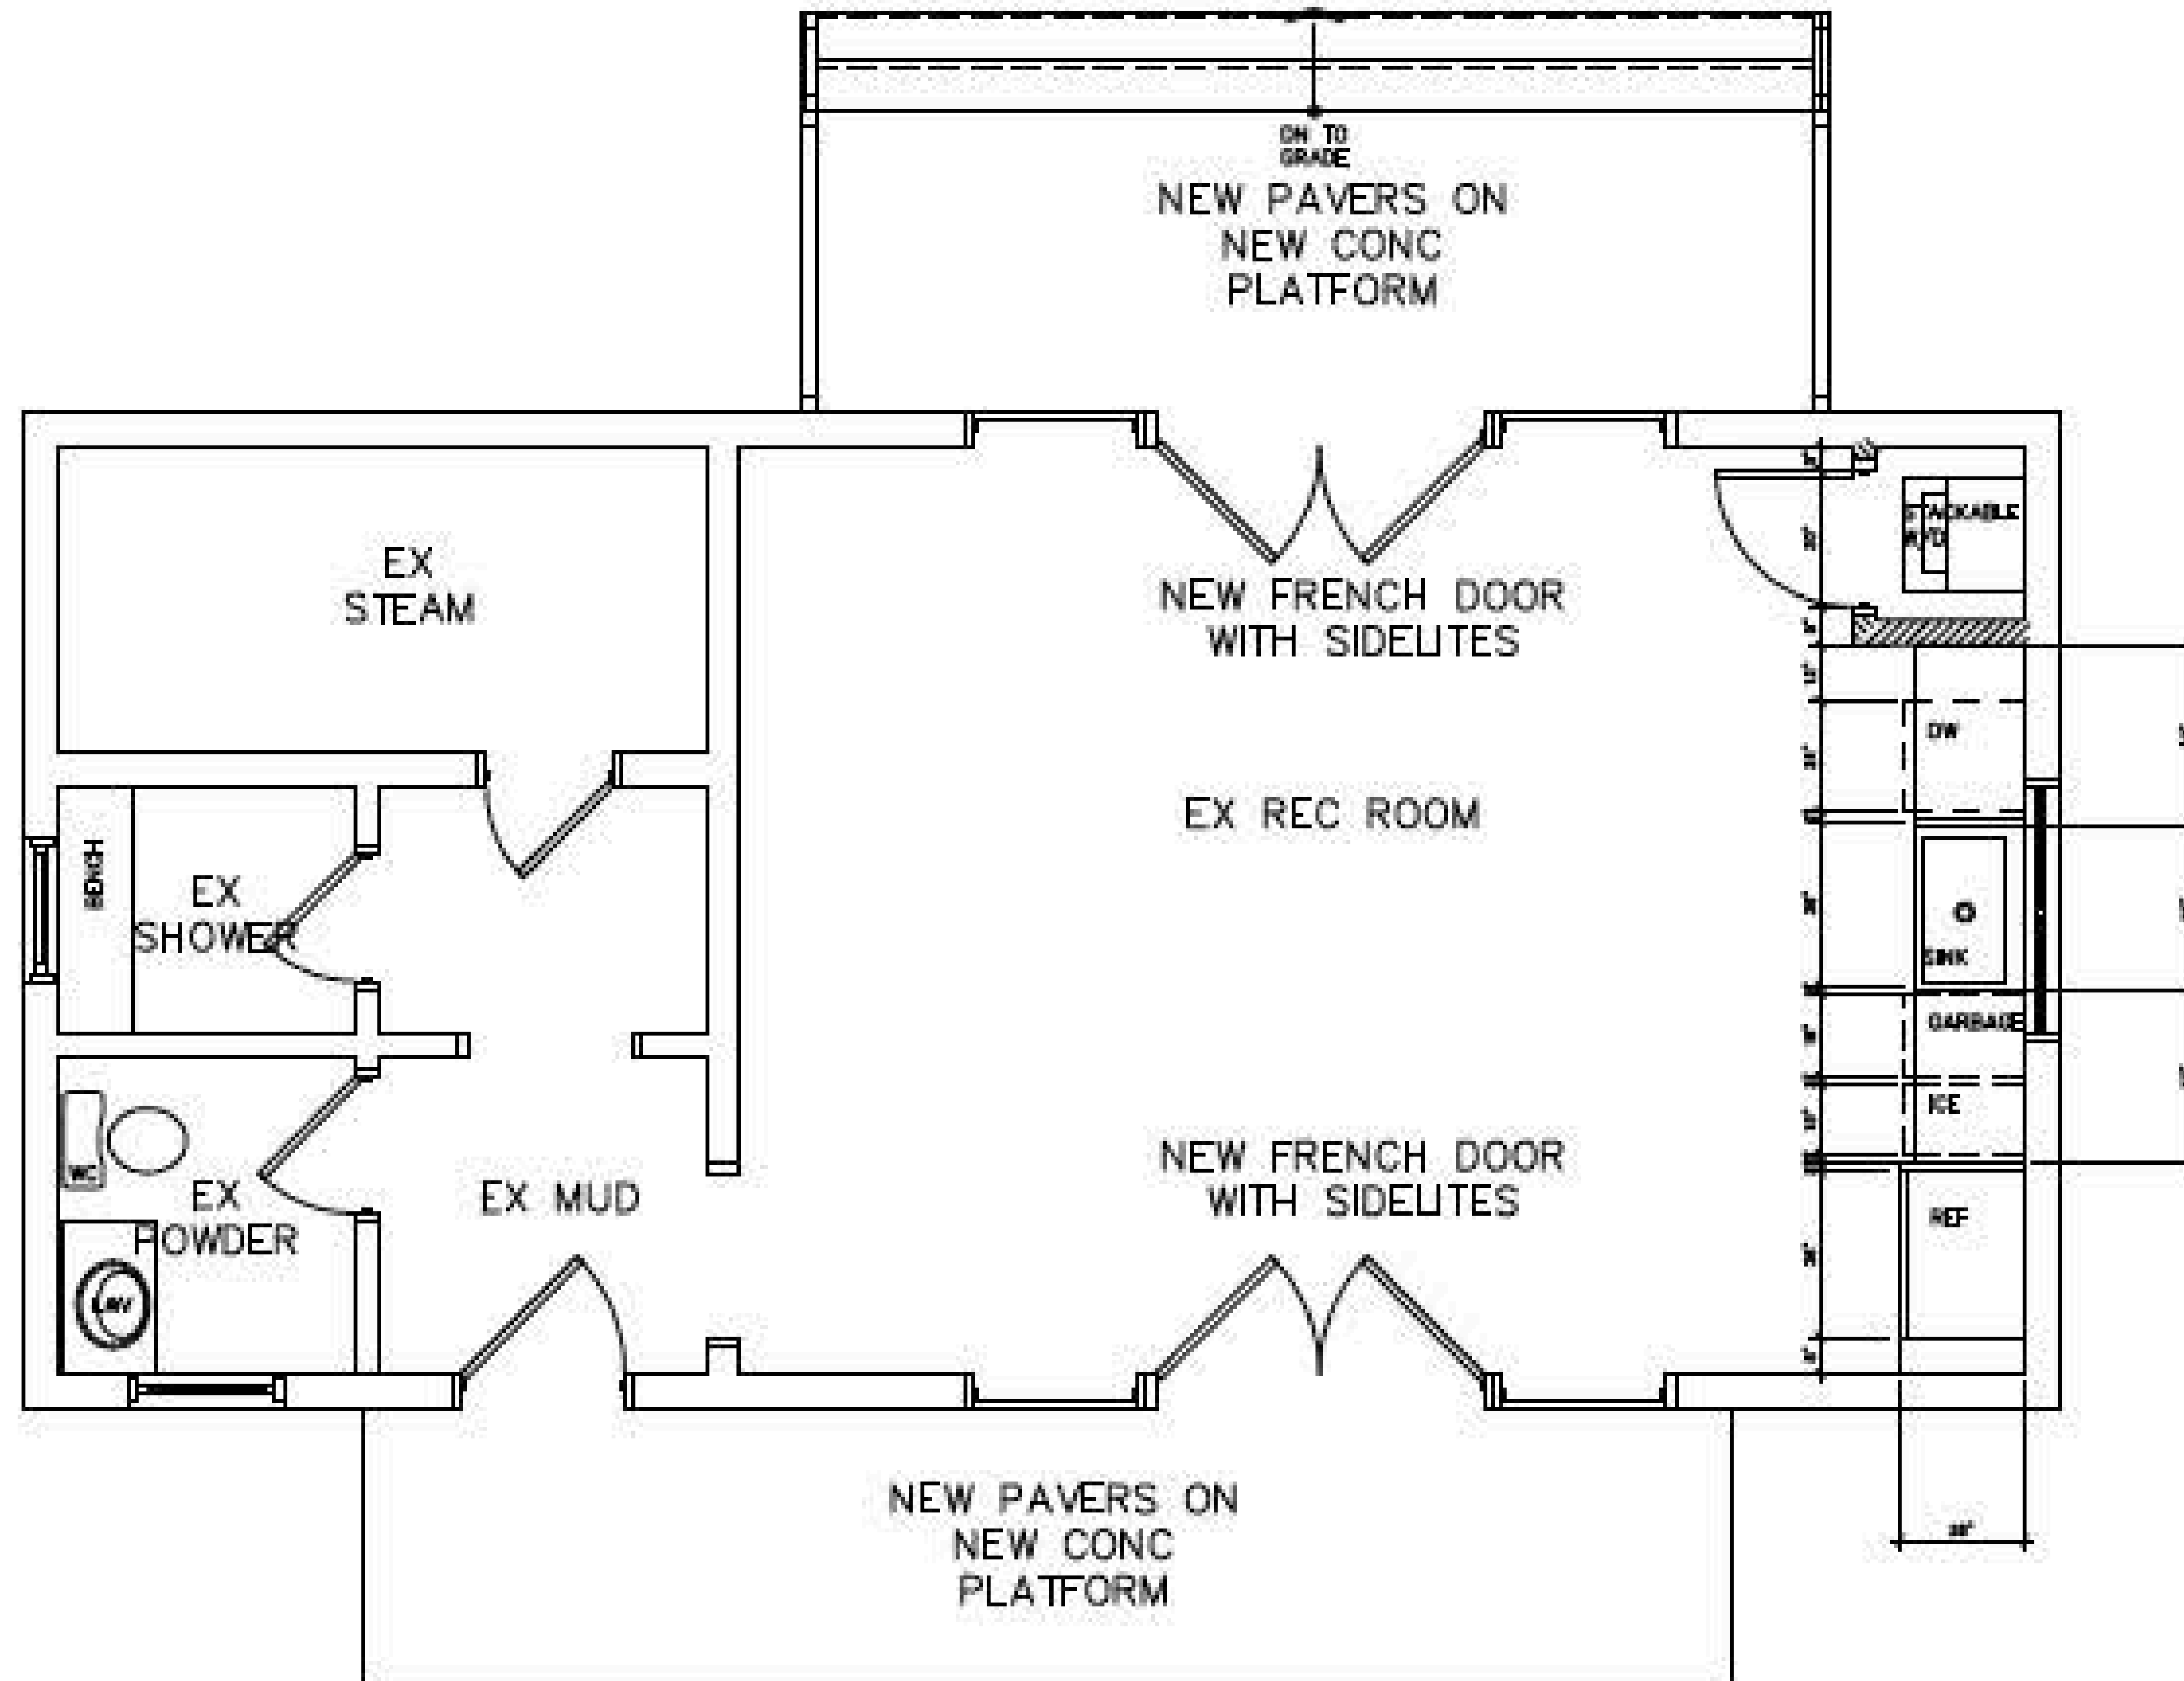 DN TO
GRADE
NEW PAVERS ON
NEW CONC
PLATFORM
EX
STEAM
NEW FRENCH DOOR
WITH SIDELITES
STACKABLE
W/D
DW
EX REC ROOM
BENCH
EX
SHOWER
SINK
GARBAGE
ICE
WC
EX
POWDER
EX MUD
NEW FRENCH DOOR
WITH SIDELITES
REF
LAV
NEW PAVERS ON
NEW CONC
PLATFORM